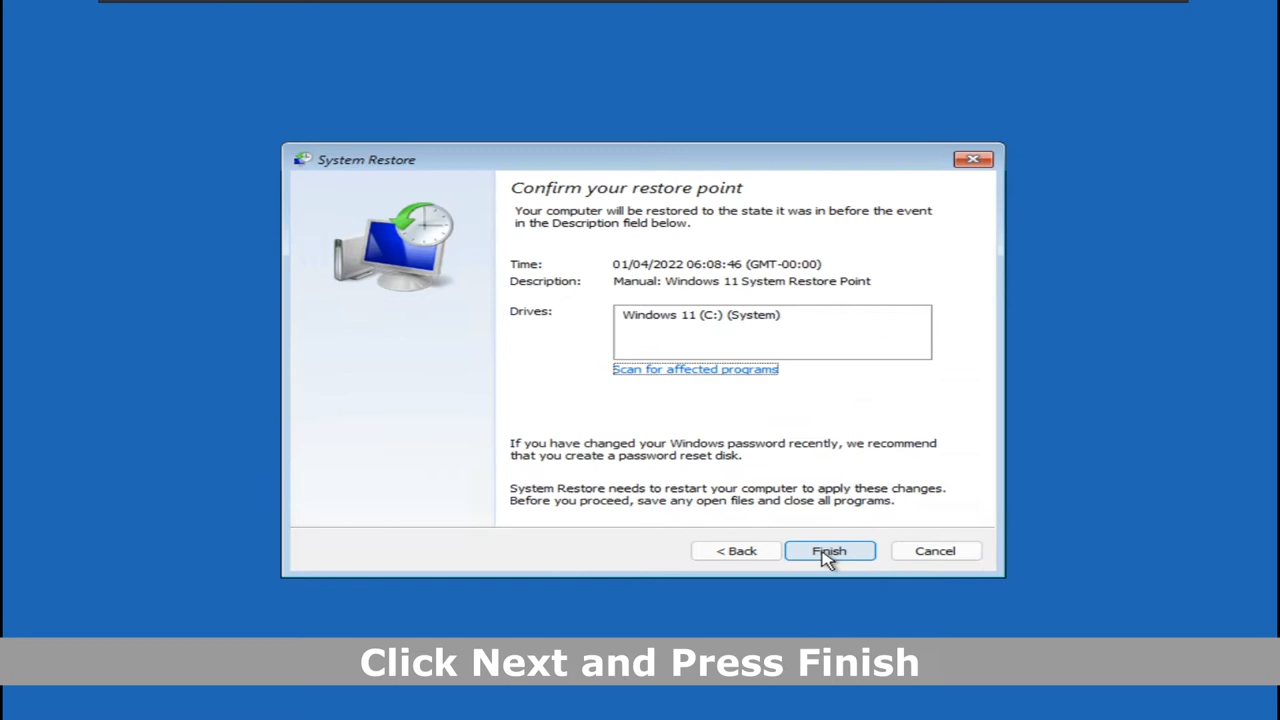 System Restore
Confirm your restore point
Your computer will be restored to the state it was in before the event
in the Description field below.
Time: 01/04/2022 06:08:46 (GMT-00:00)
Description: Manual: Windows 11 System Restore Point
Drives: Windows 11 (C:) (System)
Scan for affected programs
If you have changed your Windows password recently, we recommend
that you create a password reset disk.
System Restore needs to restart your computer to apply these changes.
Before you proceed, save any open files and close all programs.
< Back Finish Cancel
Click Next and Press Finish